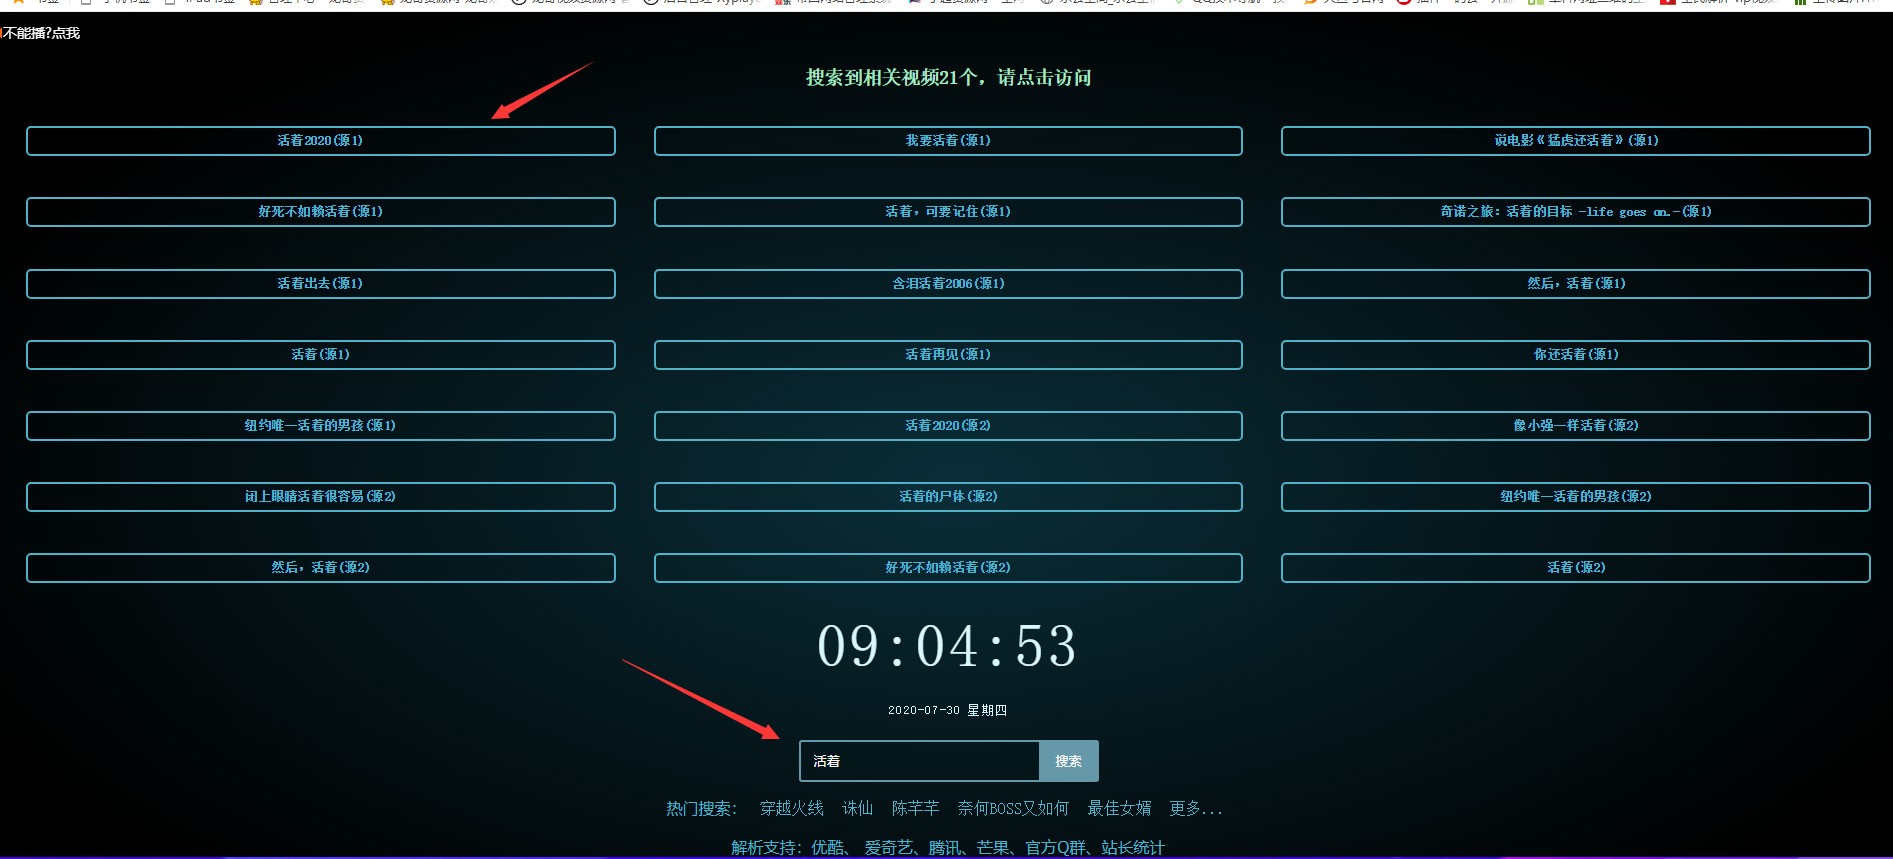 不能播?点我
搜索到相关视频21个，请点击访问
活着2020(源1)
我要活着(源1)
说电影《猛虎还活着》(源1)
好死不如赖活着(源1)
活着，可要记住(源1)
奇诺之旅：活着的目标 -life goes on.-(源1)
活着出去(源1)
含泪活着2006(源1)
然后，活着(源1)
活着(源1)
活着再见(源1)
你还活着(源1)
纽约唯一活着的男孩(源1)
活着2020(源2)
像小强一样活着(源2)
闭上眼睛活着很容易(源2)
活着的尸体(源2)
纽约唯一活着的男孩(源2)
然后，活着(源2)
好死不如赖活着(源2)
活着(源2)
09:04:53
2020-07-30 星期四
活着 搜索
热门搜索： 穿越火线 诛仙 陈芊芊 奈何BOSS又如何 最佳女婿 更多...
解析支持：优酷、 爱奇艺、腾讯、芒果、官方Q群、站长统计